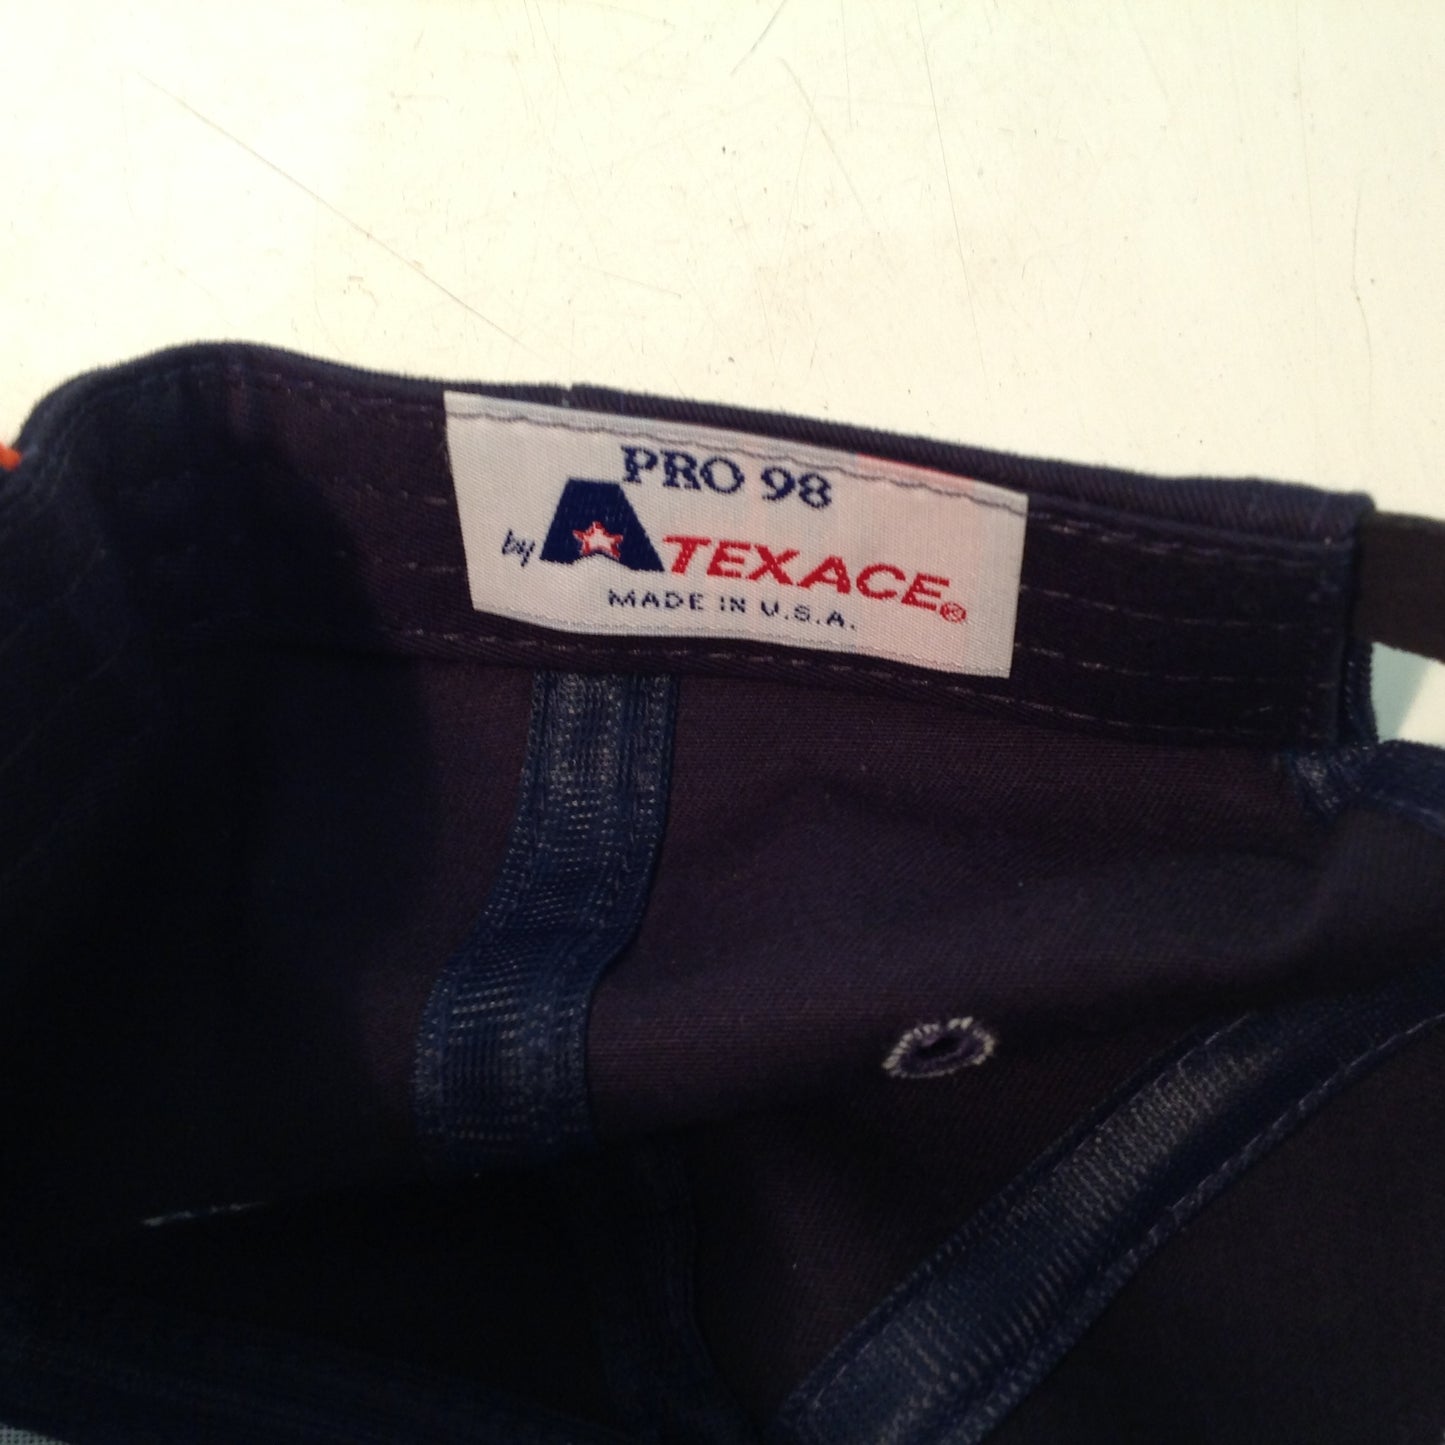 PRO 98
by A TEXACE®
MADE IN U.S.A.